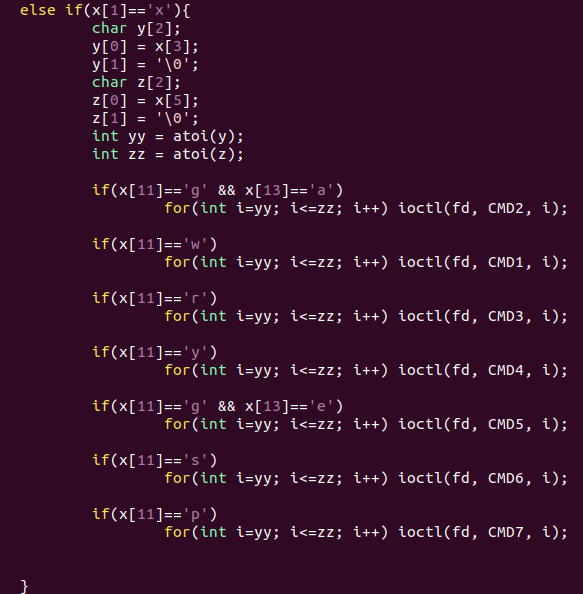 else if(x[1]=='x'){
char y[2];
y[0] = x[3];
y[1] = '\0';
char z[2];
z[0] = x[5];
z[1] = '\0';
int yy = atoi(y);
int zz = atoi(z);
if(x[11]=='g' && x[13]=='a')
for(int i=yy; i<=zz; i++) ioctl(fd, CMD2, i);
if(x[11]=='w')
for(int i=yy; i<=zz; i++) ioctl(fd, CMD1, i);
if(x[11]=='r')
for(int i=yy; i<=zz; i++) ioctl(fd, CMD3, i);
if(x[11]=='y')
for(int i=yy; i<=zz; i++) ioctl(fd, CMD4, i);
if(x[11]=='g' && x[13]=='e')
for(int i=yy; i<=zz; i++) ioctl(fd, CMD5, i);
if(x[11]=='s')
for(int i=yy; i<=zz; i++) ioctl(fd, CMD6, i);
if(x[11]=='p')
for(int i=yy; i<=zz; i++) ioctl(fd, CMD7, i);
}